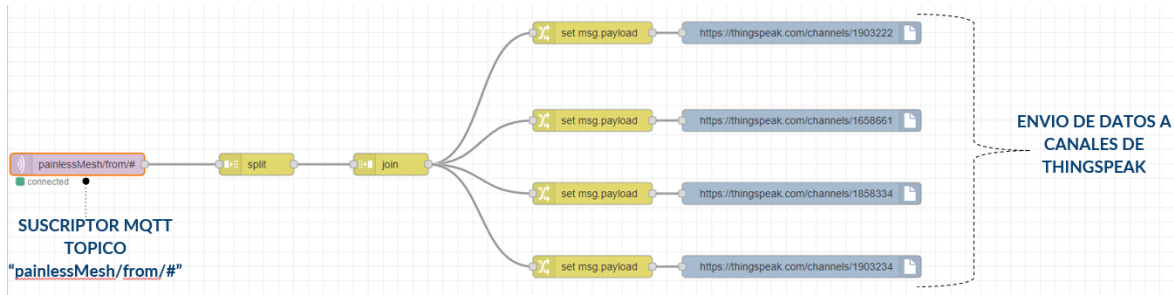 set msg.payload
https://thingspeak.com/channels/1903222
set msg.payload
https://thingspeak.com/channels/1658661
ENVIO DE DATOS A
CANALES DE
THINGSPEAK
painlessMesh/from/#
split
join
connected
set msg.payload
https://thingspeak.com/channels/1858334
SUSCRIPTOR MQTT
TOPICO
“painlessMesh/from/#”
set msg.payload
https://thingspeak.com/channels/1903234